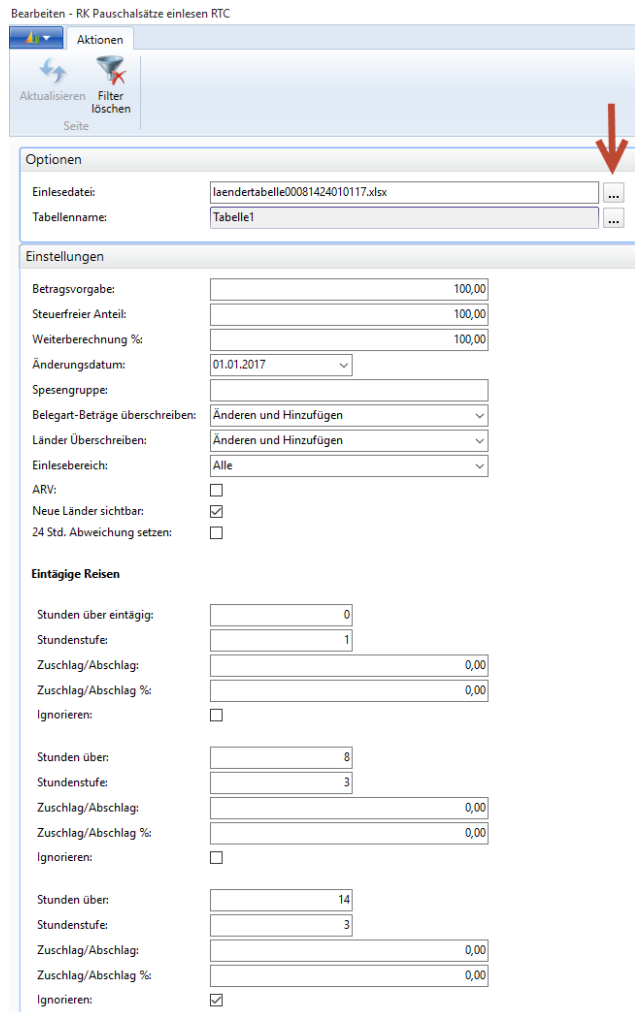 Bearbeiten - RK Pauschalsätze einlesen RTC
Aktionen
Aktualisieren Filter löschen
Seite
Optionen
Einlesedatei: laendertabelle00081424010117.xlsx ...
Tabellenname: Tabelle1 ...
Einstellungen
Betragsvorgabe: 100,00
Steuerfreier Anteil: 100,00
Weiterberechnung %: 100,00
Änderungsdatum: 01.01.2017
Spesengruppe:
Belegart-Beträge überschreiben: Änderen und Hinzufügen
Länder Überschreiben: Änderen und Hinzufügen
Einlesebereich: Alle
ARV:
Neue Länder sichtbar:
24 Std. Abweichung setzen:
Eintägige Reisen
Stunden über eintägig: 0
Stundenstufe: 1
Zuschlag/Abschlag: 0,00
Zuschlag/Abschlag %: 0,00
Ignorieren:
Stunden über: 8
Stundenstufe: 3
Zuschlag/Abschlag: 0,00
Zuschlag/Abschlag %: 0,00
Ignorieren:
Stunden über: 14
Stundenstufe: 3
Zuschlag/Abschlag: 0,00
Zuschlag/Abschlag %: 0,00
Ignorieren: